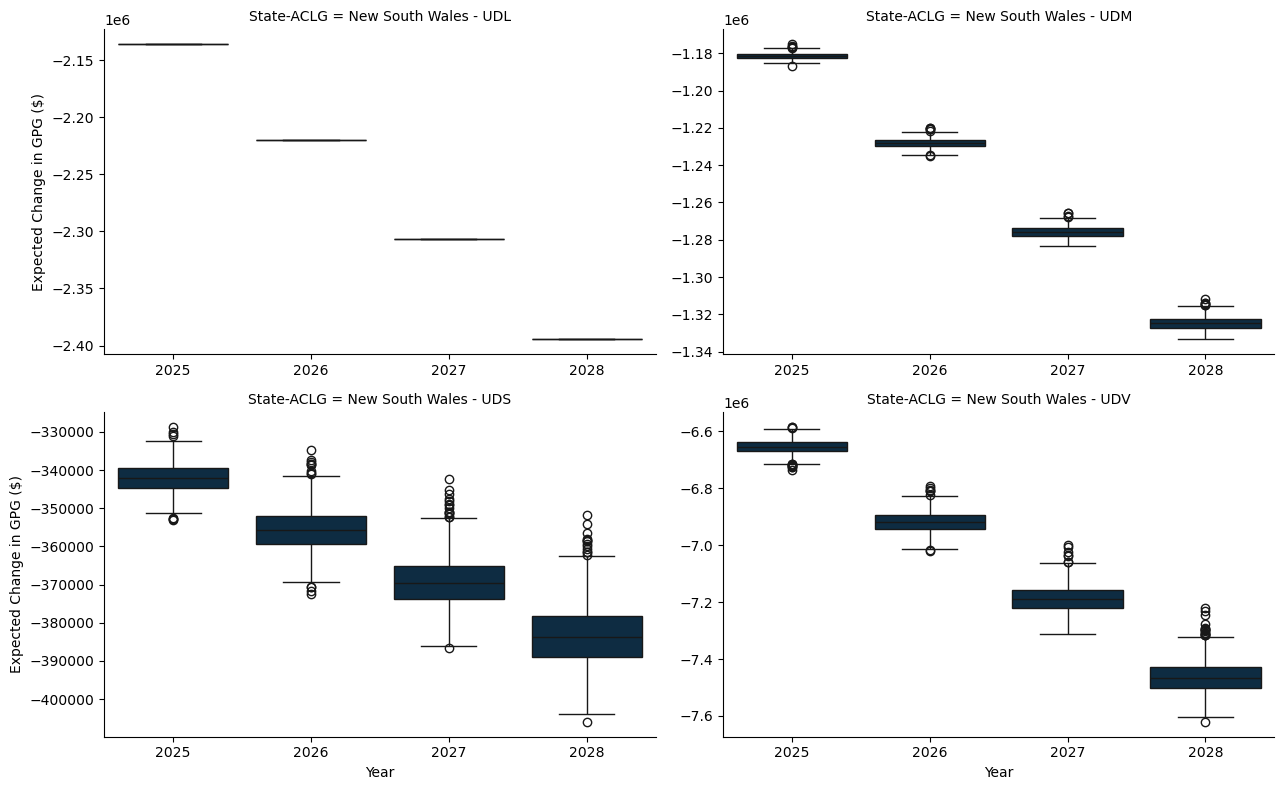 State-ACLG = New South Wales - UDL
1e6
−2.15
−2.20
−2.25
−2.30
−2.35
−2.40
Expected Change in GPG ($)
2025 2026 2027 2028
State-ACLG = New South Wales - UDM
1e6
−1.18
−1.20
−1.22
−1.24
−1.26
−1.28
−1.30
−1.32
−1.34
2025 2026 2027 2028
State-ACLG = New South Wales - UDS
−330000
−340000
−350000
−360000
−370000
−380000
−390000
−400000
Expected Change in GPG ($)
2025 2026 2027 2028
Year
State-ACLG = New South Wales - UDV
1e6
−6.6
−6.8
−7.0
−7.2
−7.4
−7.6
2025 2026 2027 2028
Year